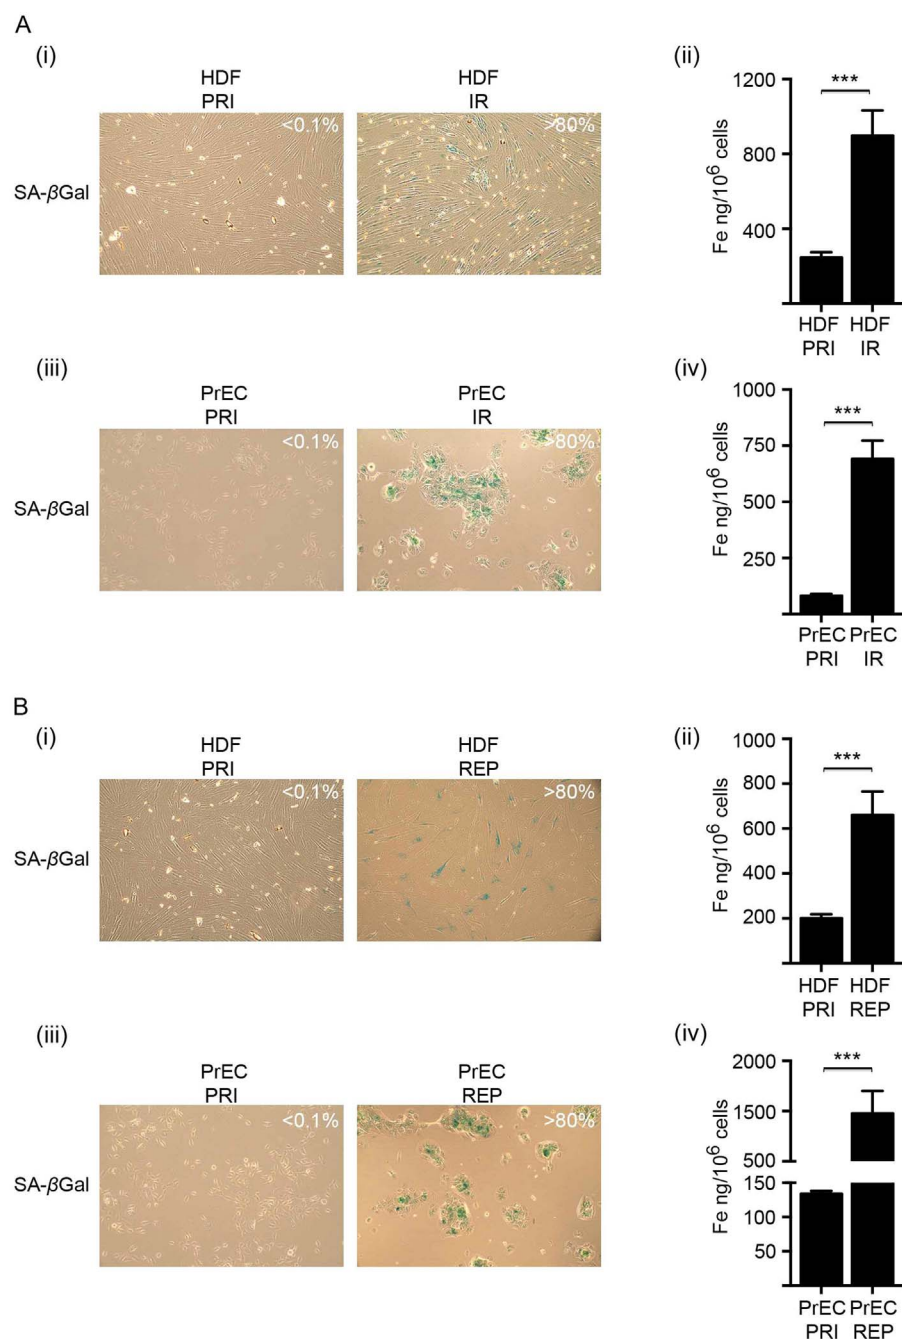 A
(i)
HDF
PRI
HDF
IR
SA-βGal
<0.1%
>80%
(ii)
1200
800
400
Fe ng/10⁶ cells
***
HDF
PRI
HDF
IR
(iii)
PrEC
PRI
PrEC
IR
SA-βGal
<0.1%
>80%
(iv)
1000
750
500
250
Fe ng/10⁶ cells
***
PrEC
PRI
PrEC
IR
B
(i)
HDF
PRI
HDF
REP
SA-βGal
<0.1%
>80%
(ii)
1000
800
600
400
200
Fe ng/10⁶ cells
***
HDF
PRI
HDF
REP
(iii)
PrEC
PRI
PrEC
REP
SA-βGal
<0.1%
>80%
(iv)
2000
1500
500
150
100
50
Fe ng/10⁶ cells
***
PrEC
PRI
PrEC
REP